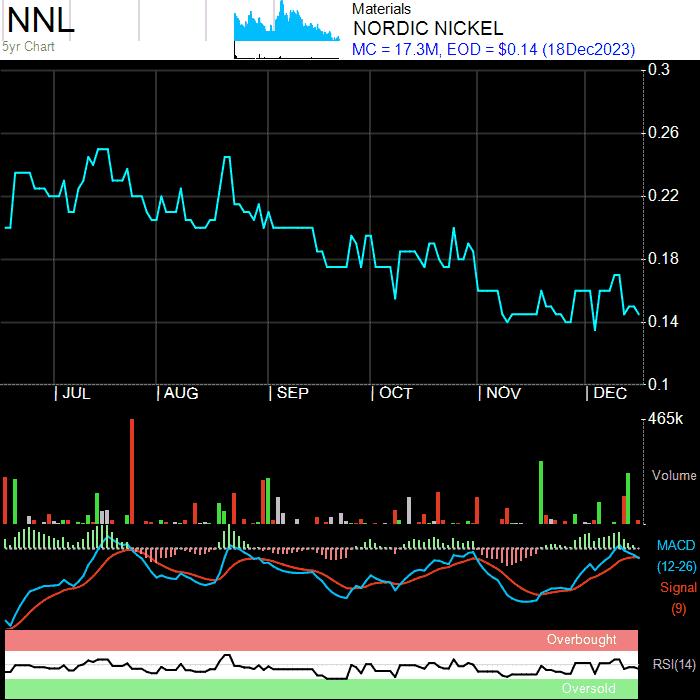 NNL
5yr Chart
Materials
NORDIC NICKEL
MC = 17.3M, EOD = $0.14 (18Dec2023)
0.3
0.26
0.22
0.18
0.14
0.1
| JUL | AUG | SEP | OCT | NOV | DEC
465k
Volume
MACD
(12-26)
Signal
(9)
Overbought
RSI(14)
Oversold